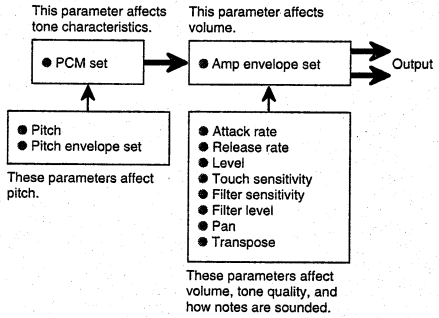 This parameter affects
tone characteristics.
This parameter affects
volume.
● PCM set
● Amp envelope set
Output
● Pitch
● Pitch envelope set
These parameters affect
pitch.
● Attack rate
● Release rate
● Level
● Touch sensitivity
● Filter sensitivity
● Filter level
● Pan
● Transpose
These parameters affect
volume, tone quality, and
how notes are sounded.